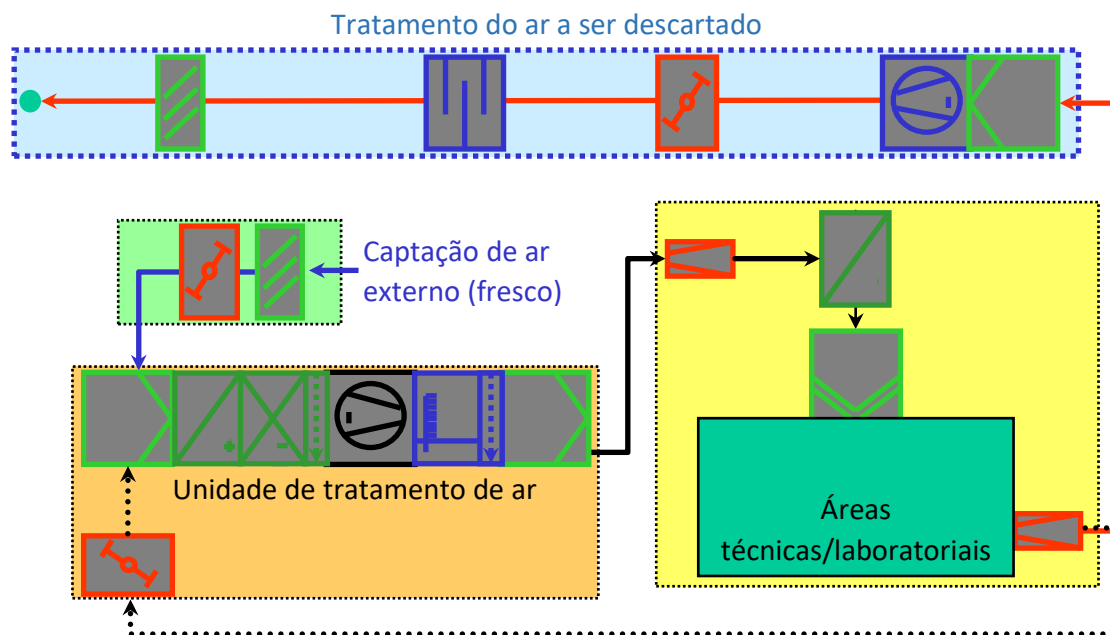 Tratamento do ar a ser descartado
Captação de ar
externo (fresco)
+
-
Unidade de tratamento de ar
Áreas
técnicas/laboratoriais